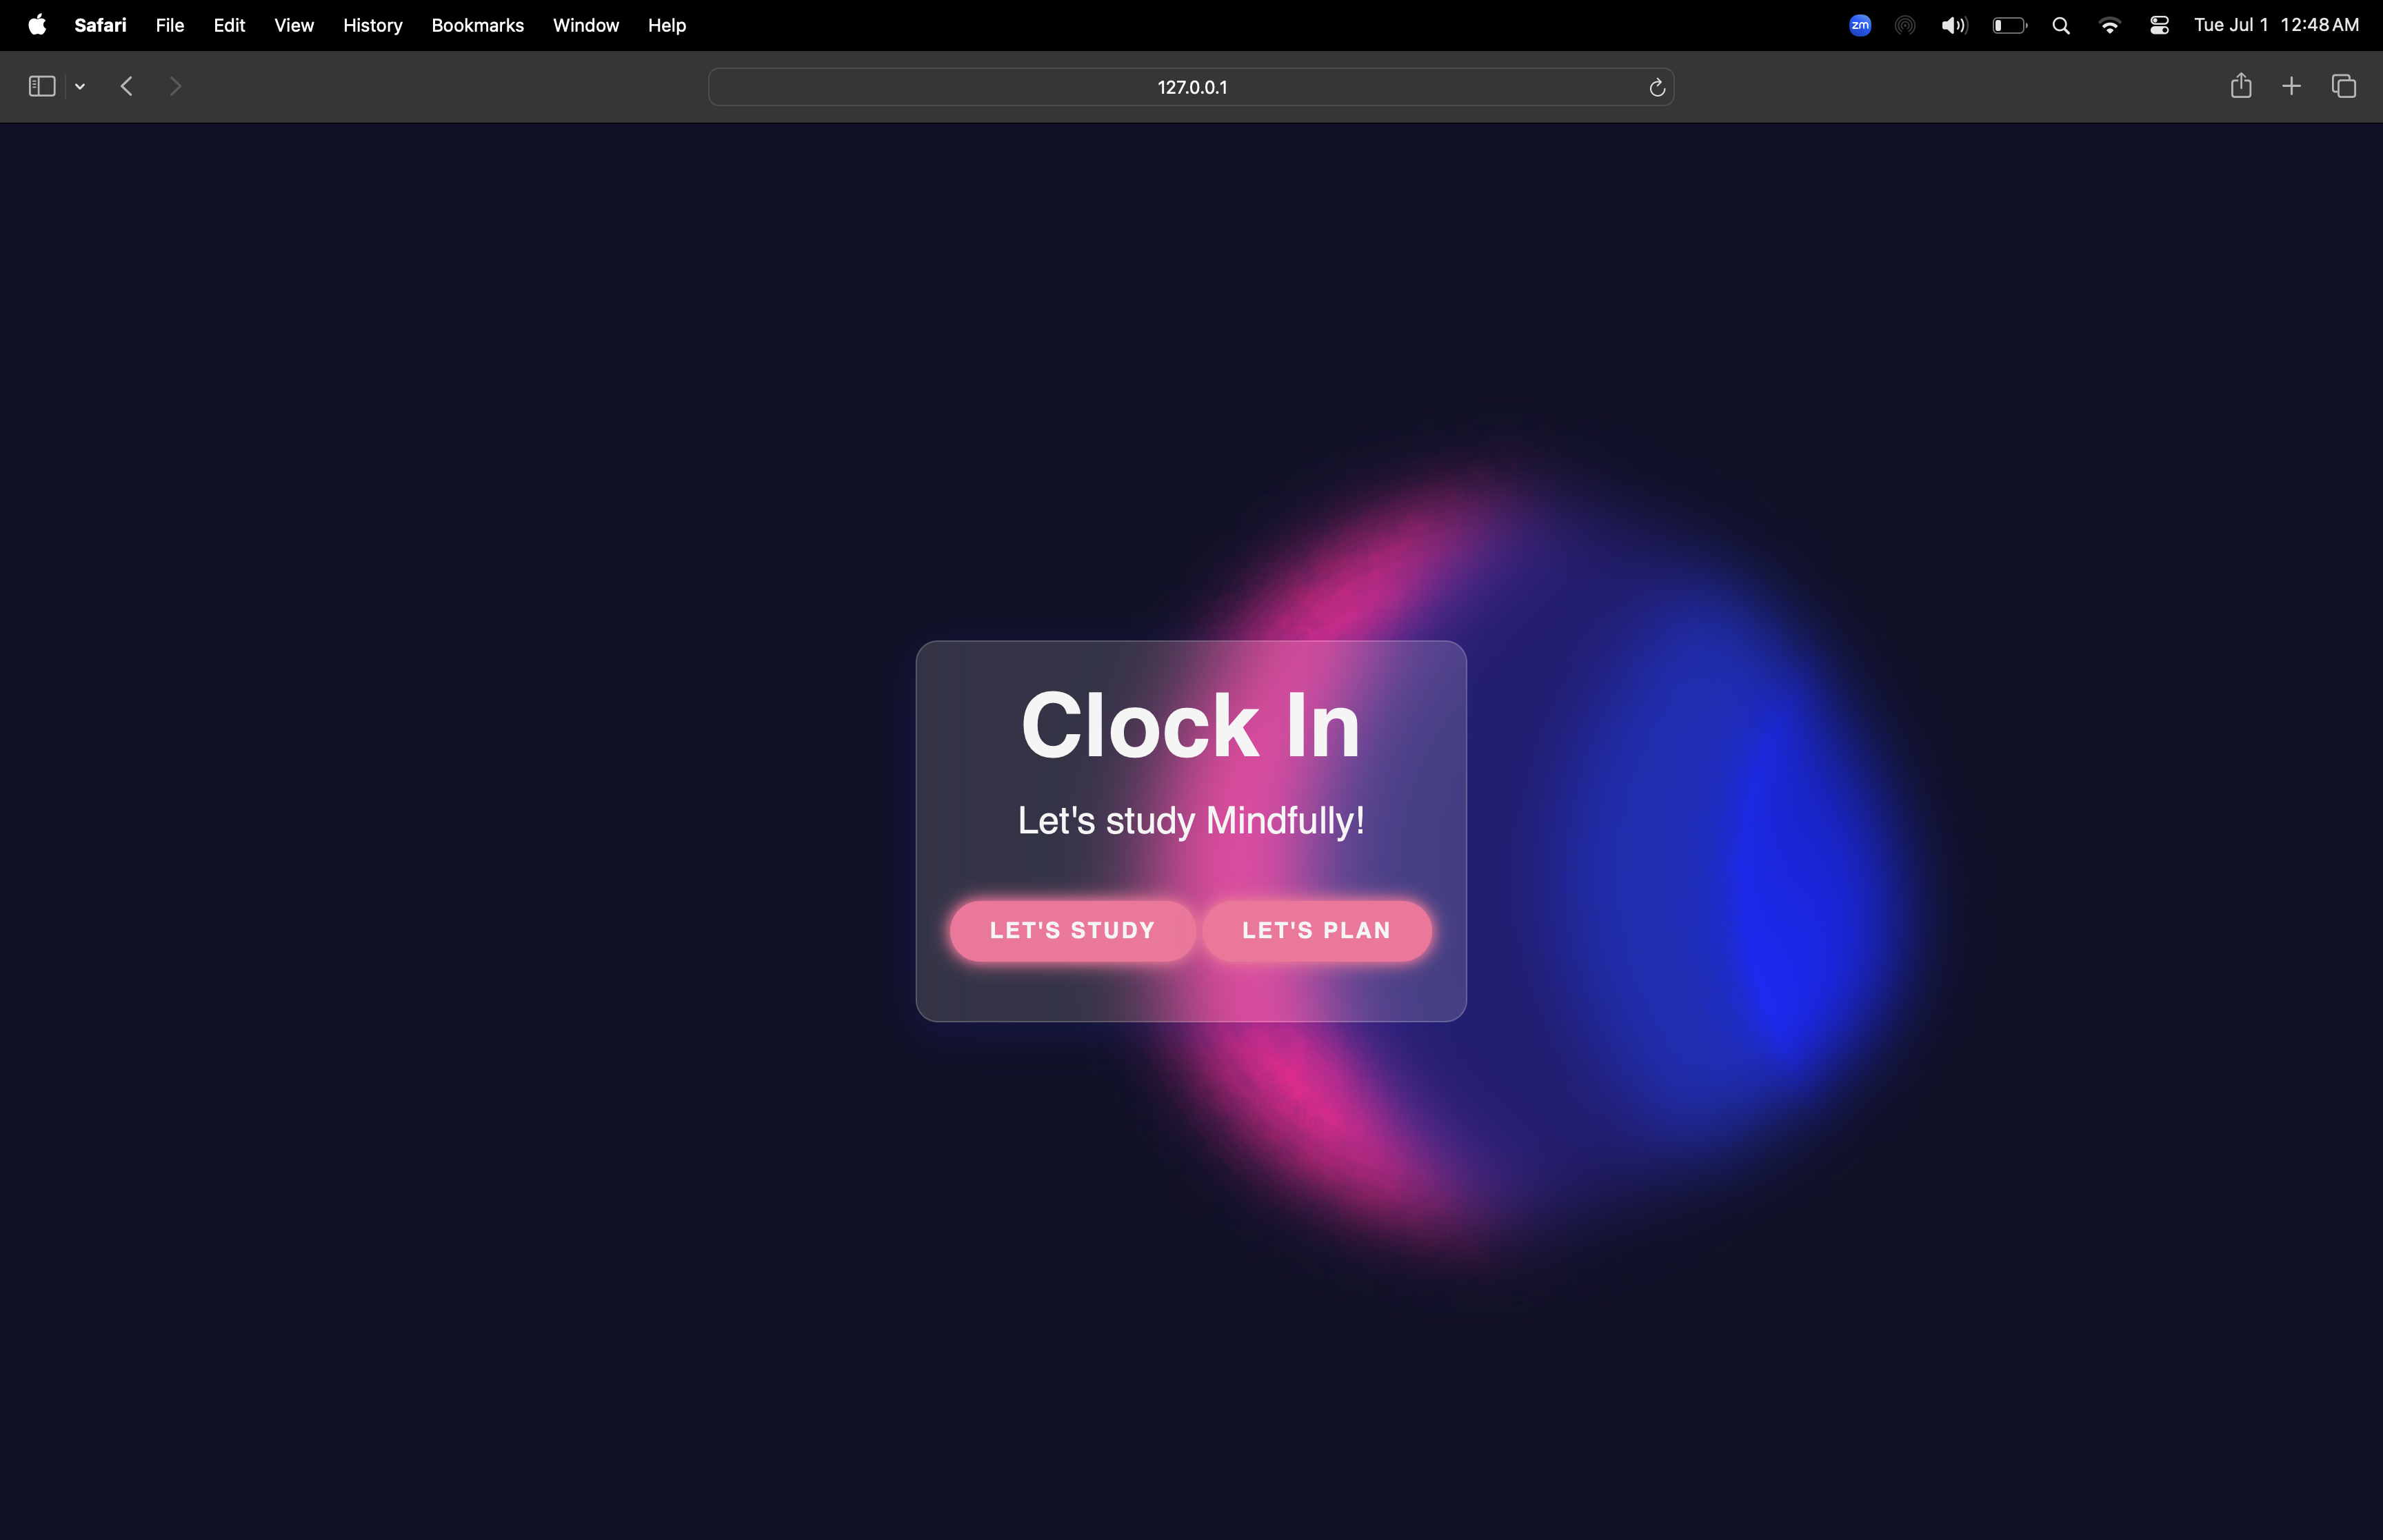 Safari File Edit View History Bookmarks Window Help zm Tue Jul 1 12:48 AM
127.0.0.1
Clock In
Let's study Mindfully!
LET'S STUDY LET'S PLAN